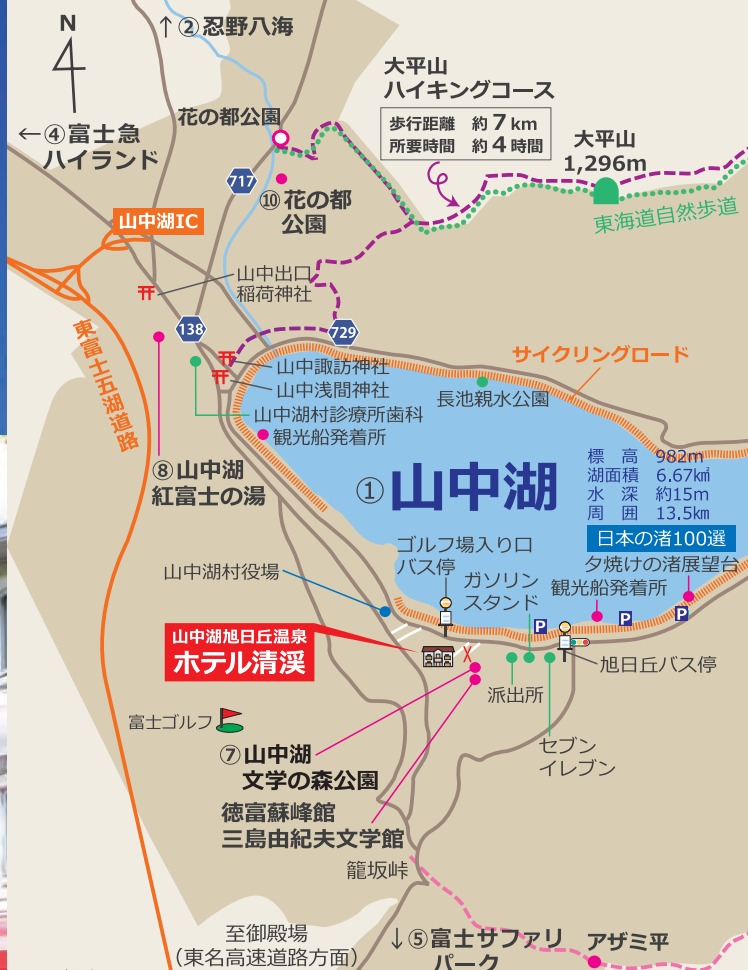 N
↑②忍野八海
大平山
ハイキングコース
歩行距離 約7km
所要時間 約4時間
花の都公園
←④富士急
ハイランド
大平山
1,296m
717
⑩花の都
公園
東海道自然歩道
山中湖IC
山中出口
稲荷神社
138
729
東富士五湖道路
サイクリングロード
山中諏訪神社
山中浅間神社
長池親水公園
山中湖村診療所歯科
観光船発着所
⑧山中湖
紅富士の湯
①山中湖
標高 982m
湖面積 6.67k㎡
水深 約15m
周囲 13.5km
日本の渚100選
夕焼けの渚展望台
ゴルフ場入り口
バス停
ガソリン
スタンド
観光船発着所
山中湖村役場
P
P
P
山中湖旭日丘温泉
ホテル清渓
旭日丘バス停
派出所
富士ゴルフ
セブン
イレブン
⑦山中湖
文学の森公園
徳富蘇峰館
三島由紀夫文学館
籠坂峠
至御殿場
(東名高速道路方面)
↓⑤富士サファリ
パーク
アザミ平